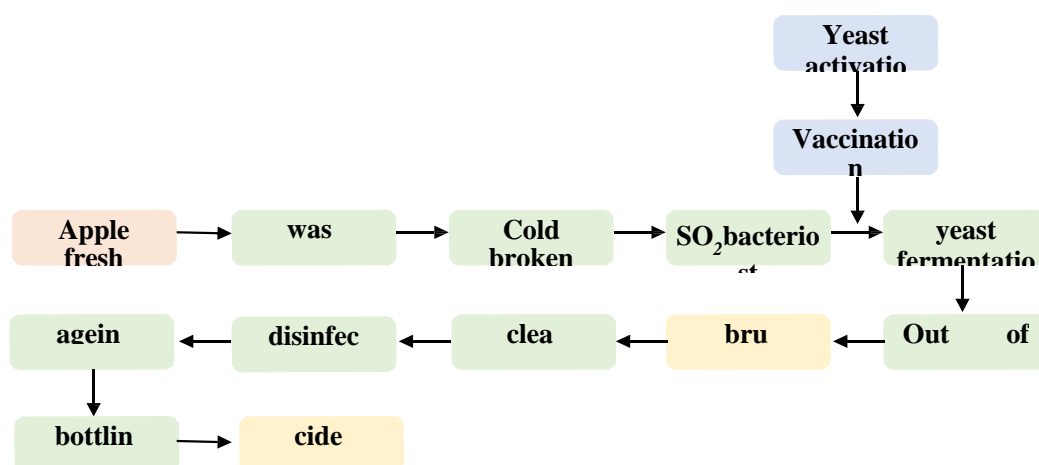 Yeast
activatio
Vaccinatio
n
Apple
fresh
was
Cold
broken
SO2bacterio
st
yeast
fermentatio
Out of
bru
clea
disinfec
agein
bottlin
cide